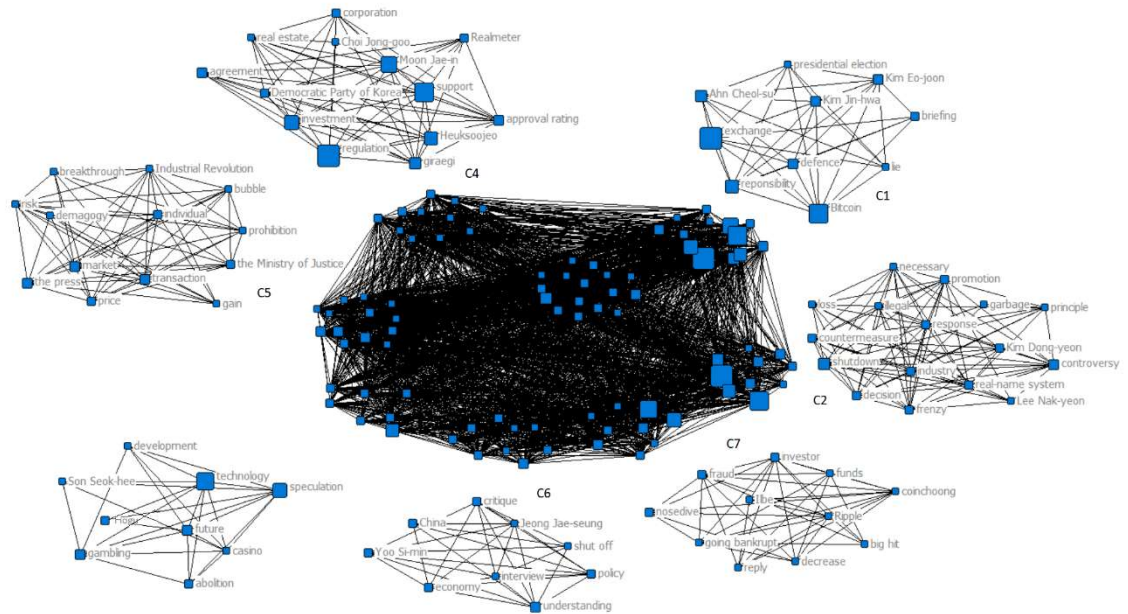 corporation
real estate
Choi Jong-goo
Realmeter
Moon Jae-in
agreement
support
Democratic Party of Korea
investment
approval rating
Heuksoojeo
regulation
giraegi
C4
presidential election
Kim Eo-joon
Ahn Cheol-su
Kim Jin-hwa
briefing
exchange
defence
lie
reponsibility
Bitcoin
C1
breakthrough
Industrial Revolution
bubble
risk
demagogy
individual
prohibition
market
the Ministry of Justice
the press
transaction
price
gain
C5
necessary
promotion
loss
illegal
garbage
principle
response
countermeasure
Kim Dong-yeon
shutdown
controversy
industry
real-name system
decision
Lee Nak-yeon
frenzy
C2
C7
development
technology
Son Seok-hee
speculation
future
gambling
casino
abolition
C6
critique
China
Jeong Jae-seung
shut off
Yoo Si-min
interview
policy
economy
understanding
investor
fraud
funds
coinchoong
Ilbe
nosedive
Ripple
going bankrupt
big hit
reply
decrease